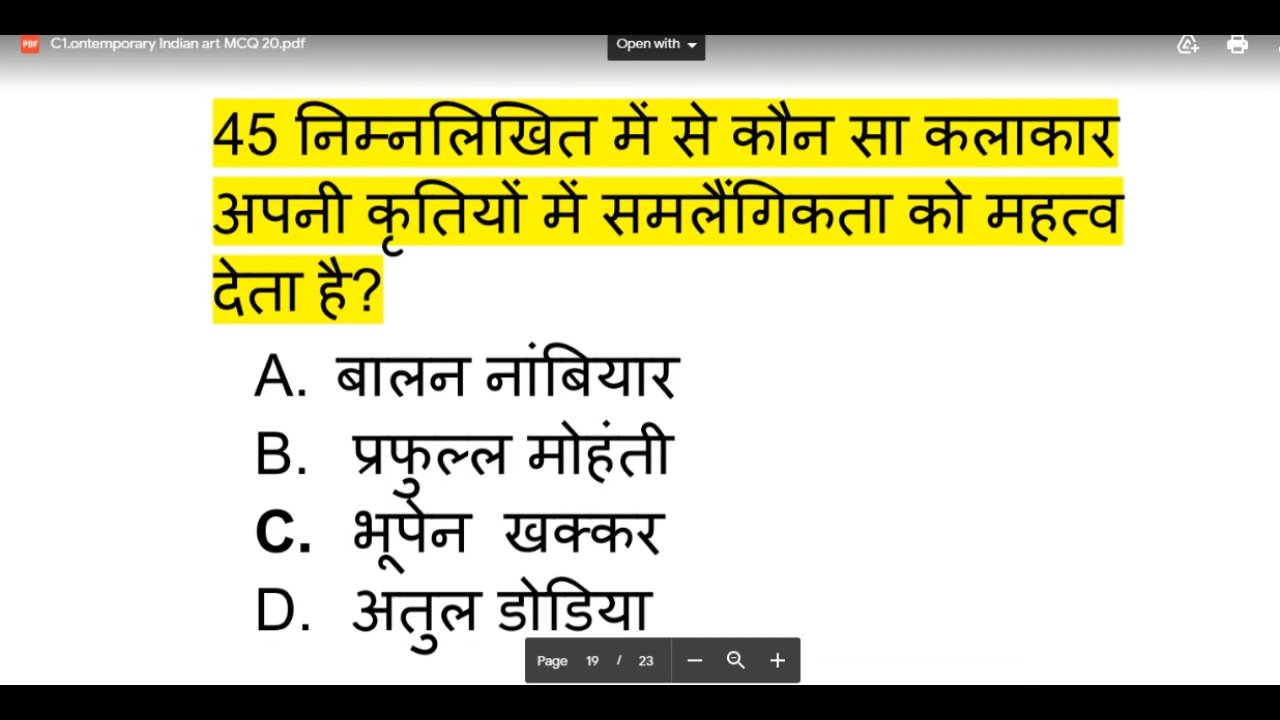 PDF C1.ontemporary Indian art MCQ 20.pdf Open with
45 निम्नलिखित में से कौन सा कलाकार
अपनी कृतियों में समलैंगिकता को महत्व
देता है?
A. बालन नांबियार
B. प्रफुल्ल मोहंती
C. भूपेन खक्कर
D. अतुल डोडिया
Page 19 / 23